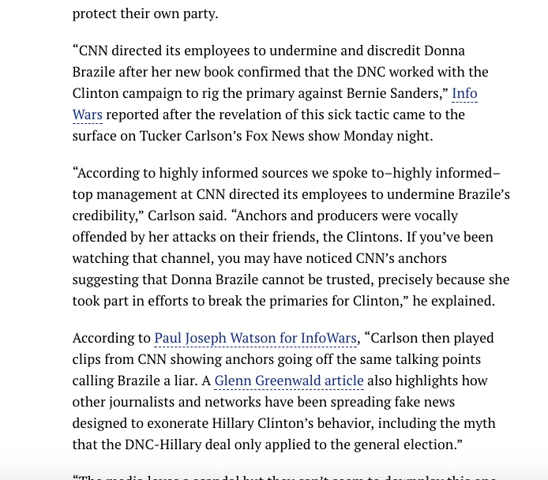 protect their own party.
“CNN directed its employees to undermine and discredit Donna
Brazile after her new book confirmed that the DNC worked with the
Clinton campaign to rig the primary against Bernie Sanders,” Info
Wars reported after the revelation of this sick tactic came to the
surface on Tucker Carlson’s Fox News show Monday night.
“According to highly informed sources we spoke to–highly informed–
top management at CNN directed its employees to undermine Brazile’s
credibility,” Carlson said. “Anchors and producers were vocally
offended by her attacks on their friends, the Clintons. If you’ve been
watching that channel, you may have noticed CNN’s anchors
suggesting that Donna Brazile cannot be trusted, precisely because she
took part in efforts to break the primaries for Clinton,” he explained.
According to Paul Joseph Watson for InfoWars, “Carlson then played
clips from CNN showing anchors going off the same talking points
calling Brazile a liar. A Glenn Greenwald article also highlights how
other journalists and networks have been spreading fake news
designed to exonerate Hillary Clinton’s behavior, including the myth
that the DNC-Hillary deal only applied to the general election.”
“The media loves a scandal but they can’t seem to downplay this one